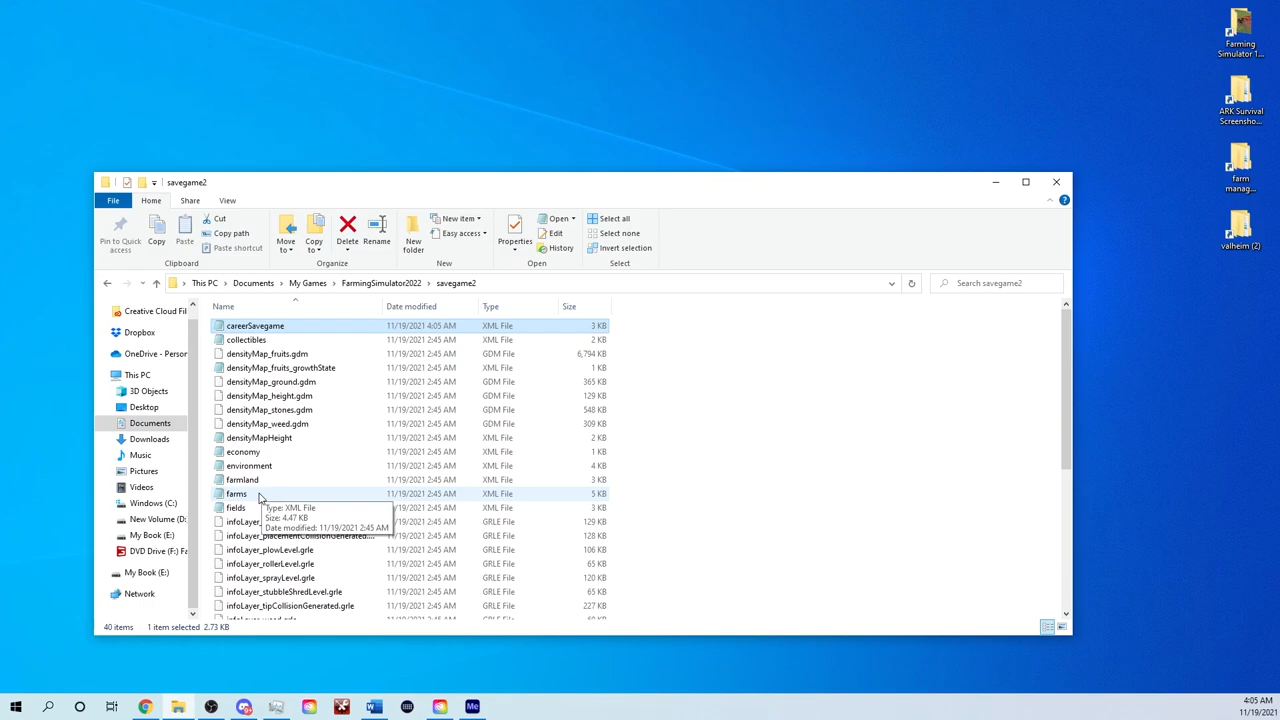 Farming
Simulator 1...
ARK Survival
Screensho...
farm
manag...
valheim (2)
savegame2
File
Home
Share
View
Pin to Quick
access
Copy
Paste
Cut
Copy path
Paste shortcut
Clipboard
Move
to
Copy
to
Delete
Rename
Organize
New
folder
New item
Easy access
New
Properties
Open
Edit
History
Open
Select all
Select none
Invert selection
Select
This PC > Documents > My Games > FarmingSimulator2022 > savegame2
Search savegame2
Creative Cloud Fil
Dropbox
OneDrive - Person
This PC
3D Objects
Desktop
Documents
Downloads
Music
Pictures
Videos
Windows (C:)
New Volume (D:
My Book (E:)
DVD Drive (F:) Fa
My Book (E:)
Network
Name Date modified Type Size
careerSavegame 11/19/2021 4:05 AM XML File 3 KB
collectibles 11/19/2021 2:45 AM XML File 2 KB
densityMap_fruits.gdm 11/19/2021 2:45 AM GDM File 6,794 KB
densityMap_fruits_growthState 11/19/2021 2:45 AM XML File 1 KB
densityMap_ground.gdm 11/19/2021 2:45 AM GDM File 365 KB
densityMap_height.gdm 11/19/2021 2:45 AM GDM File 129 KB
densityMap_stones.gdm 11/19/2021 2:45 AM GDM File 548 KB
densityMap_weed.gdm 11/19/2021 2:45 AM GDM File 309 KB
densityMapHeight 11/19/2021 2:45 AM XML File 2 KB
economy 11/19/2021 2:45 AM XML File 1 KB
environment 11/19/2021 2:45 AM XML File 4 KB
farmland 11/19/2021 2:45 AM XML File 3 KB
farms 11/19/2021 2:45 AM XML File 5 KB
fields 11/19/2021 2:45 AM XML File 3 KB
Type: XML File
Size: 4.47 KB
Date modified: 11/19/2021 2:45 AM
infoLayer_ 11/19/2021 2:45 AM GRLE File 129 KB
infoLayer_placementCollisionGenerated.... 11/19/2021 2:45 AM GRLE File 128 KB
infoLayer_plowLevel.grle 11/19/2021 2:45 AM GRLE File 106 KB
infoLayer_rollerLevel.grle 11/19/2021 2:45 AM GRLE File 65 KB
infoLayer_sprayLevel.grle 11/19/2021 2:45 AM GRLE File 120 KB
infoLayer_stubbleShredLevel.grle 11/19/2021 2:45 AM GRLE File 65 KB
infoLayer_tipCollisionGenerated.grle 11/19/2021 2:45 AM GRLE File 227 KB
infoLayer_weed.grle 11/19/2021 2:45 AM GRLE File
40 items 1 item selected 2.73 KB
W
Me
4:05 AM
11/19/2021